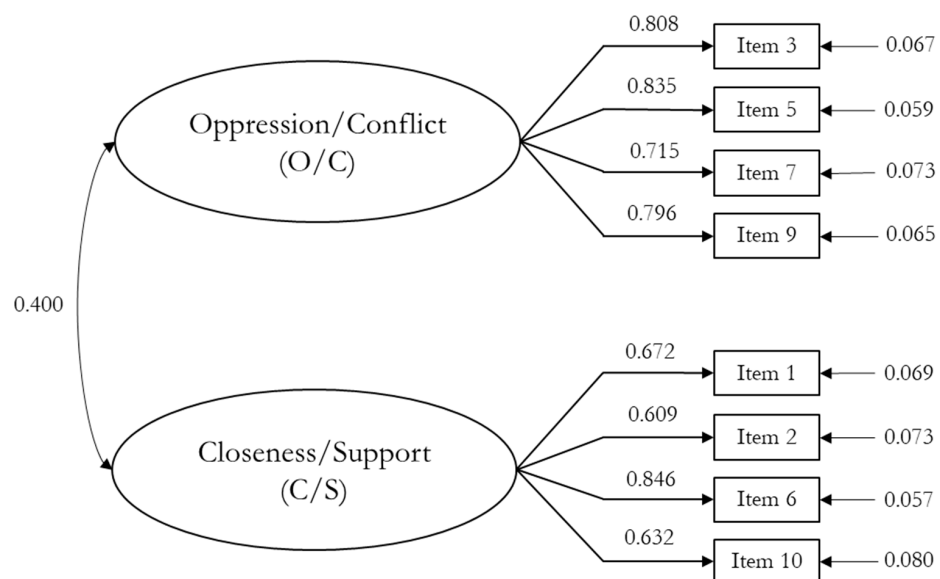 0.808
Item 3
0.067
Oppression/Conflict
(O/C)
0.835
Item 5
0.059
0.715
Item 7
0.073
0.796
Item 9
0.065
0.400
Closeness/Support
(C/S)
0.672
Item 1
0.069
0.609
Item 2
0.073
0.846
Item 6
0.057
0.632
Item 10
0.080